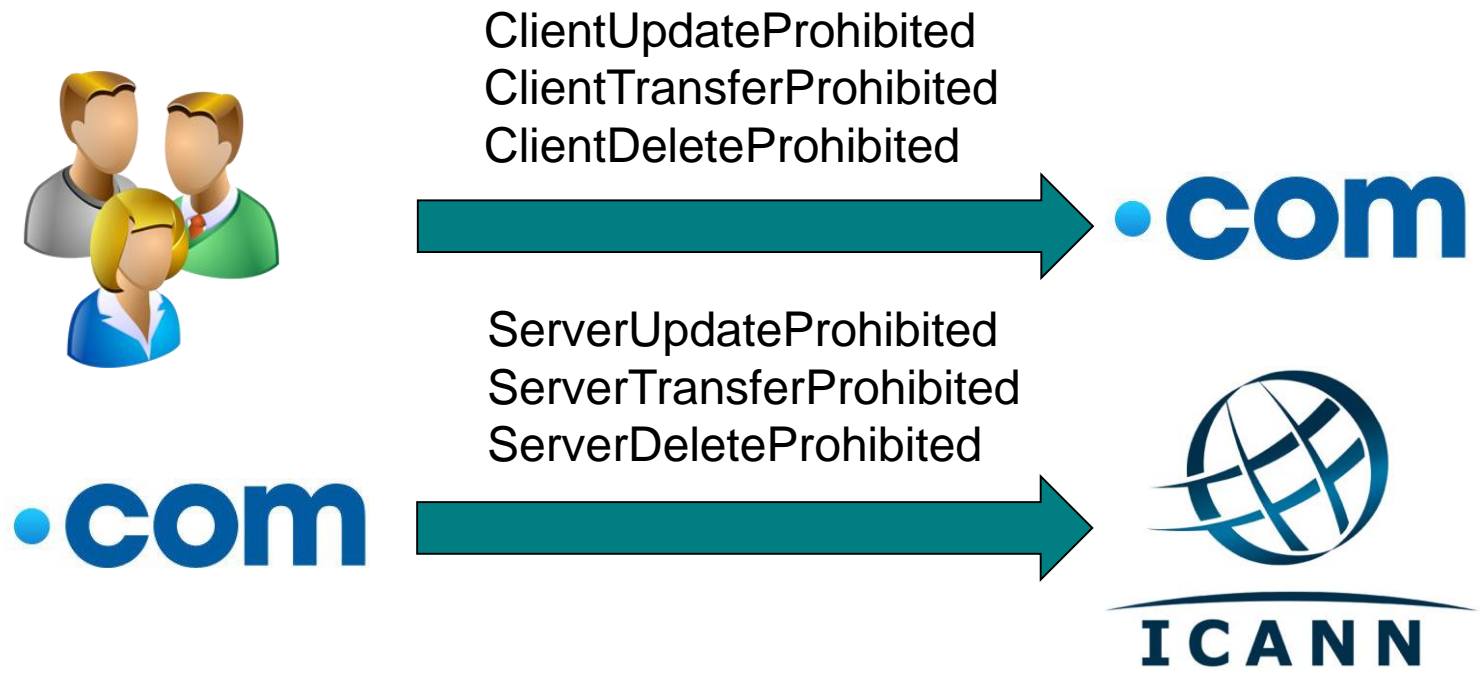 ClientUpdateProhibited
ClientTransferProhibited
ClientDeleteProhibited
.com
ServerUpdateProhibited
ServerTransferProhibited
ServerDeleteProhibited
.com
ICANN